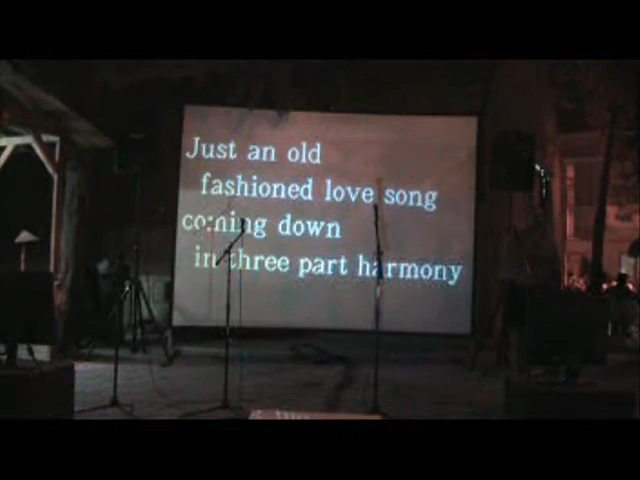 Just an old
fashioned love song
coming down
in three part harmony